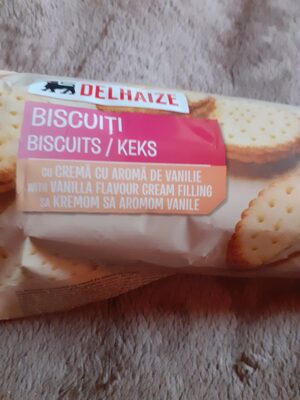 DELHAIZE
BISCUIȚI
BISCUITS / KEKS
CU CREMĂ CU AROMĂ DE VANILIE
WITH VANILLA FLAVOUR CREAM FILLING
SA KREMOM SA AROMOM VANILE